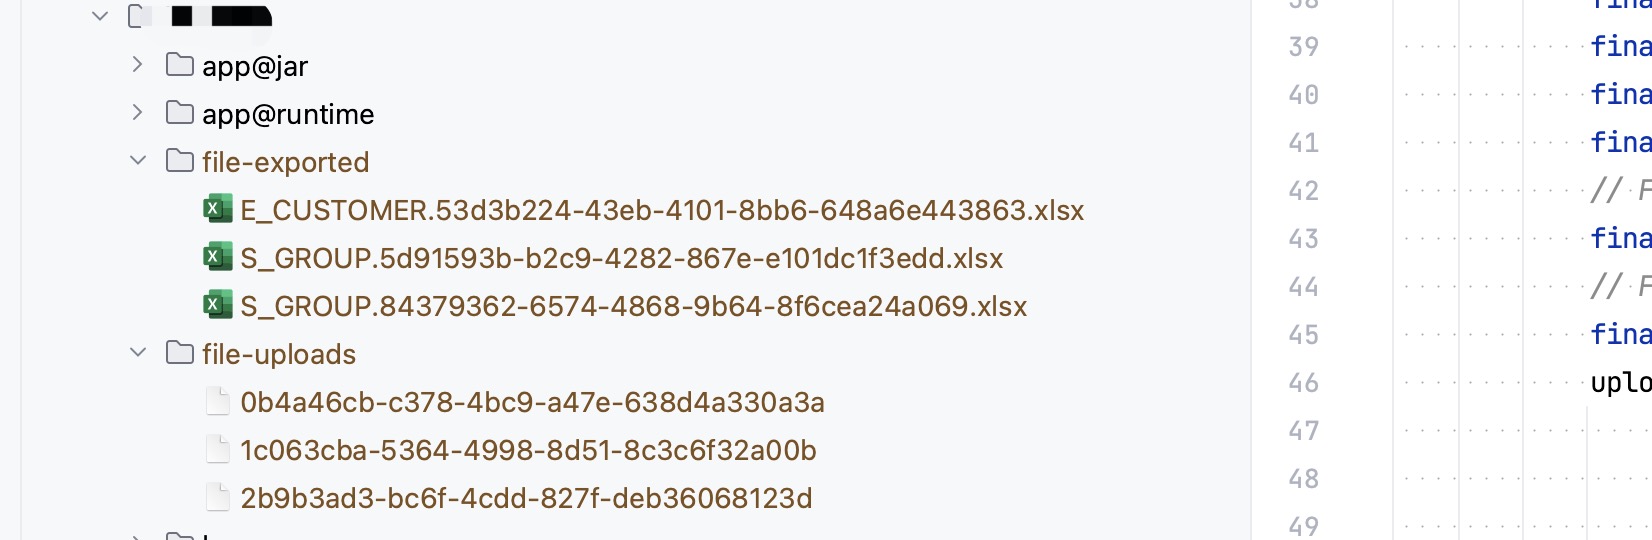 app@jar
app@runtime
file-exported
E_CUSTOMER.53d3b224-43eb-4101-8bb6-648a6e443863.xlsx
S_GROUP.5d91593b-b2c9-4282-867e-e101dc1f3edd.xlsx
S_GROUP.84379362-6574-4868-9b64-8f6cea24a069.xlsx
file-uploads
0b4a46cb-c378-4bc9-a47e-638d4a330a3a
1c063cba-5364-4998-8d51-8c3c6f32a00b
2b9b3ad3-bc6f-4cdd-827f-deb36068123d
38 fina
39 fina
40 fina
41 fina
42 // F
43 fina
44 // F
45 fina
46 uplo
47
48
49